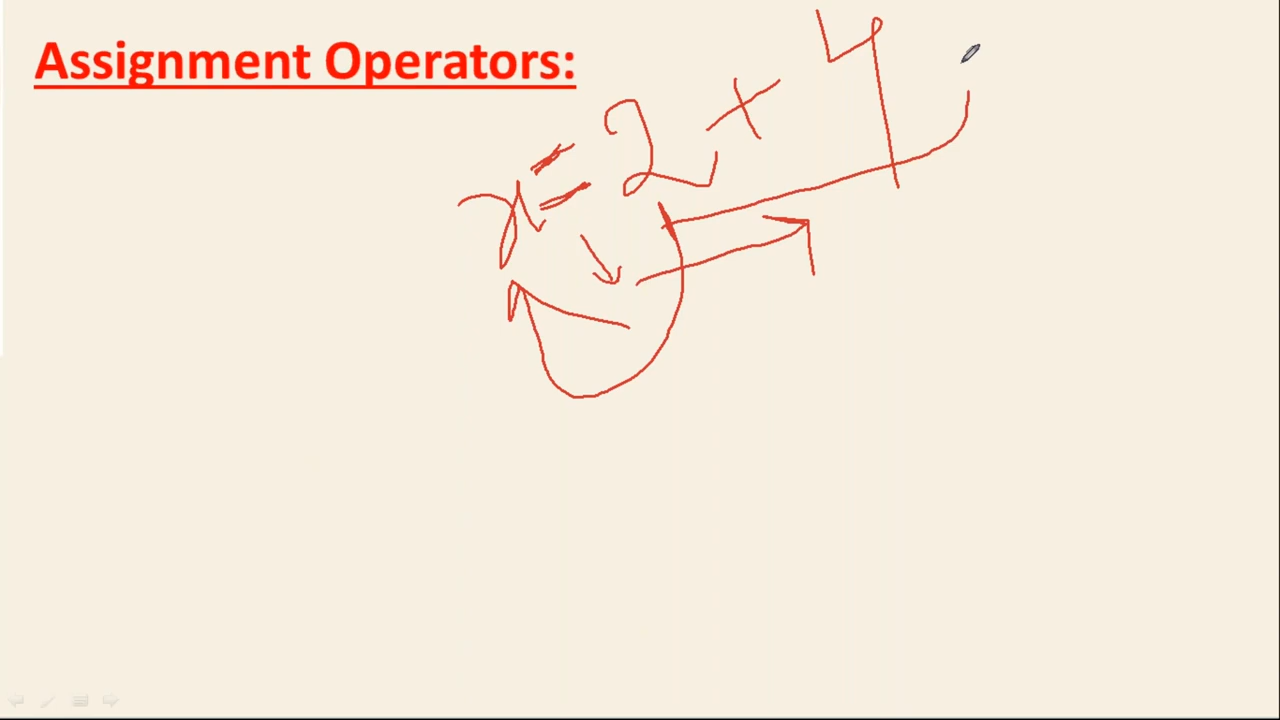 Assignment Operators:
x = 2 + 4